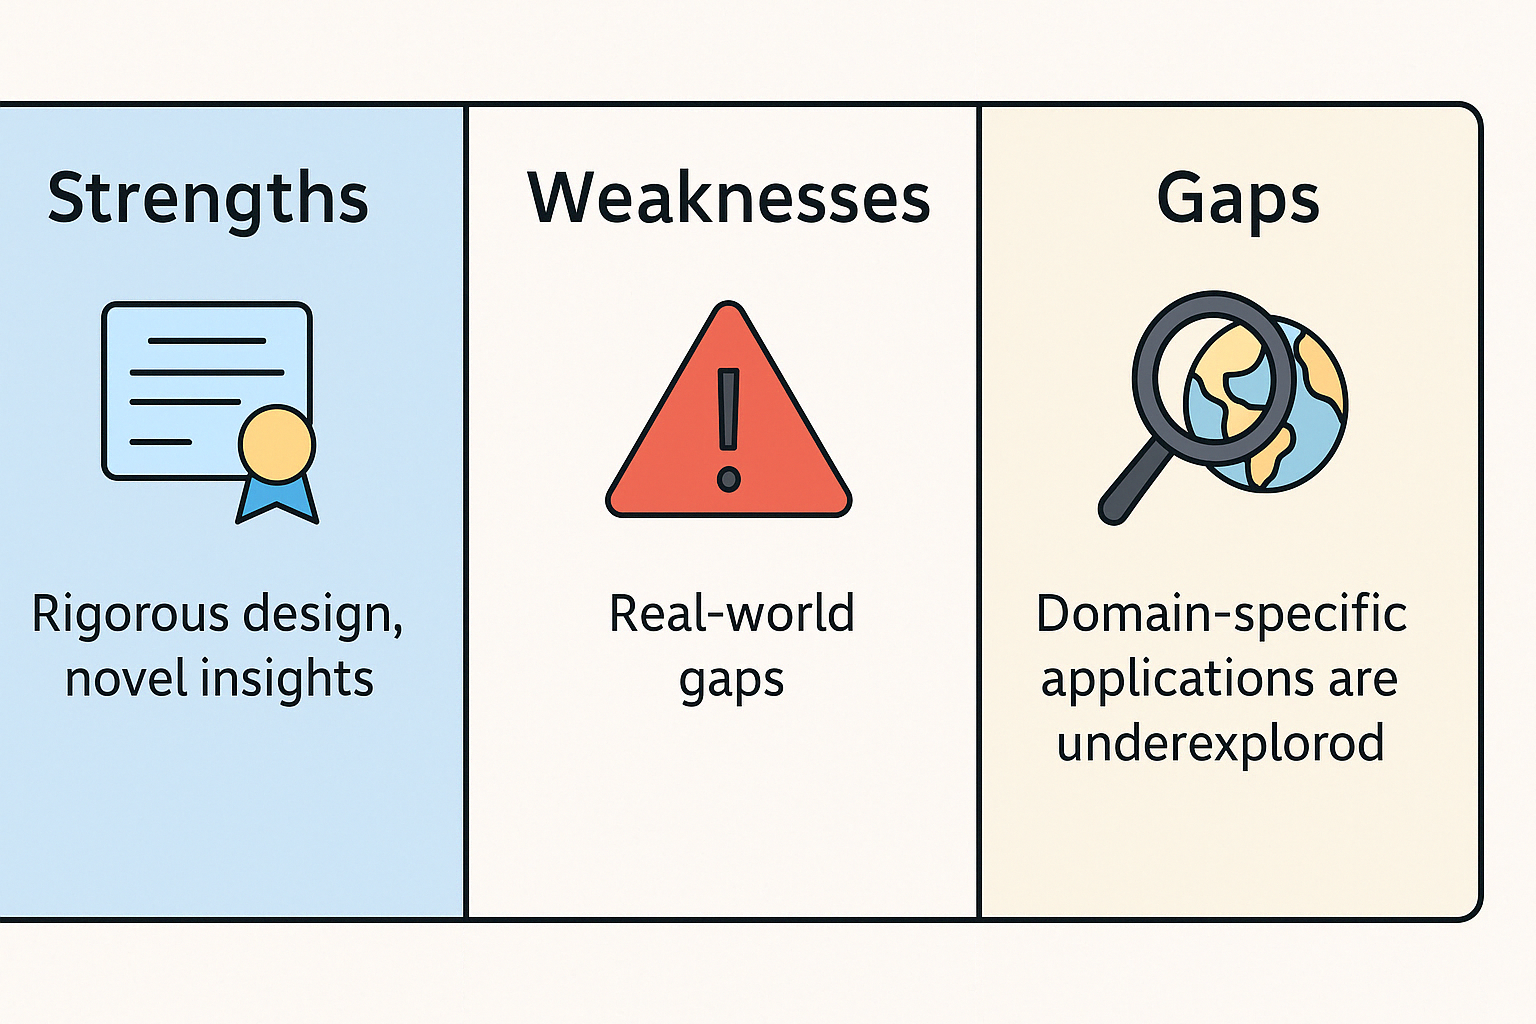 Strengths
Rigorous design,
novel insights
Weaknesses
Real-world
gaps
Gaps
Domain-specific
applications are
underexplorod